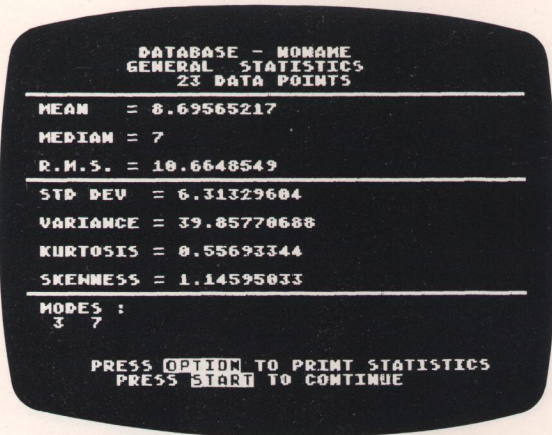 DATABASE - NONAME
GENERAL STATISTICS
23 DATA POINTS
MEAN = 8.69565217
MEDIAN = 7
R.M.S. = 10.6648549
STD DEV = 6.31329604
VARIANCE = 39.85770688
KURTOSIS = 0.55693344
SKEWNESS = 1.14595033
MODES :
3 7
PRESS OPTION TO PRINT STATISTICS
PRESS START TO CONTINUE